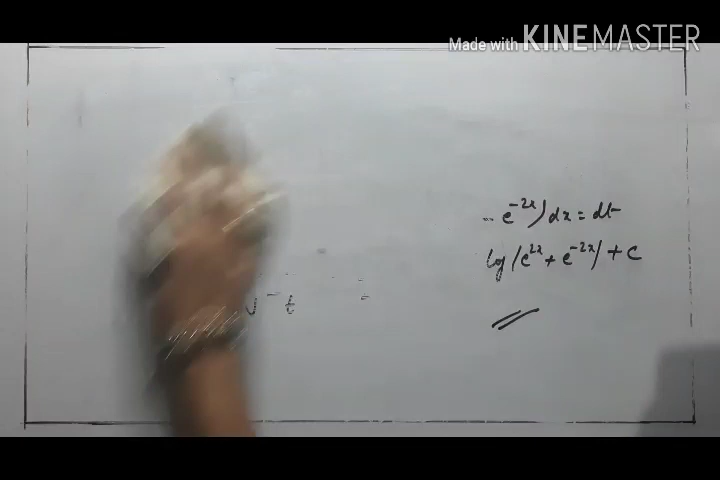 Made with KINEMASTER
e^{-2x}) dx = dt
log |e^{2x} + e^{-2x}| + c
t